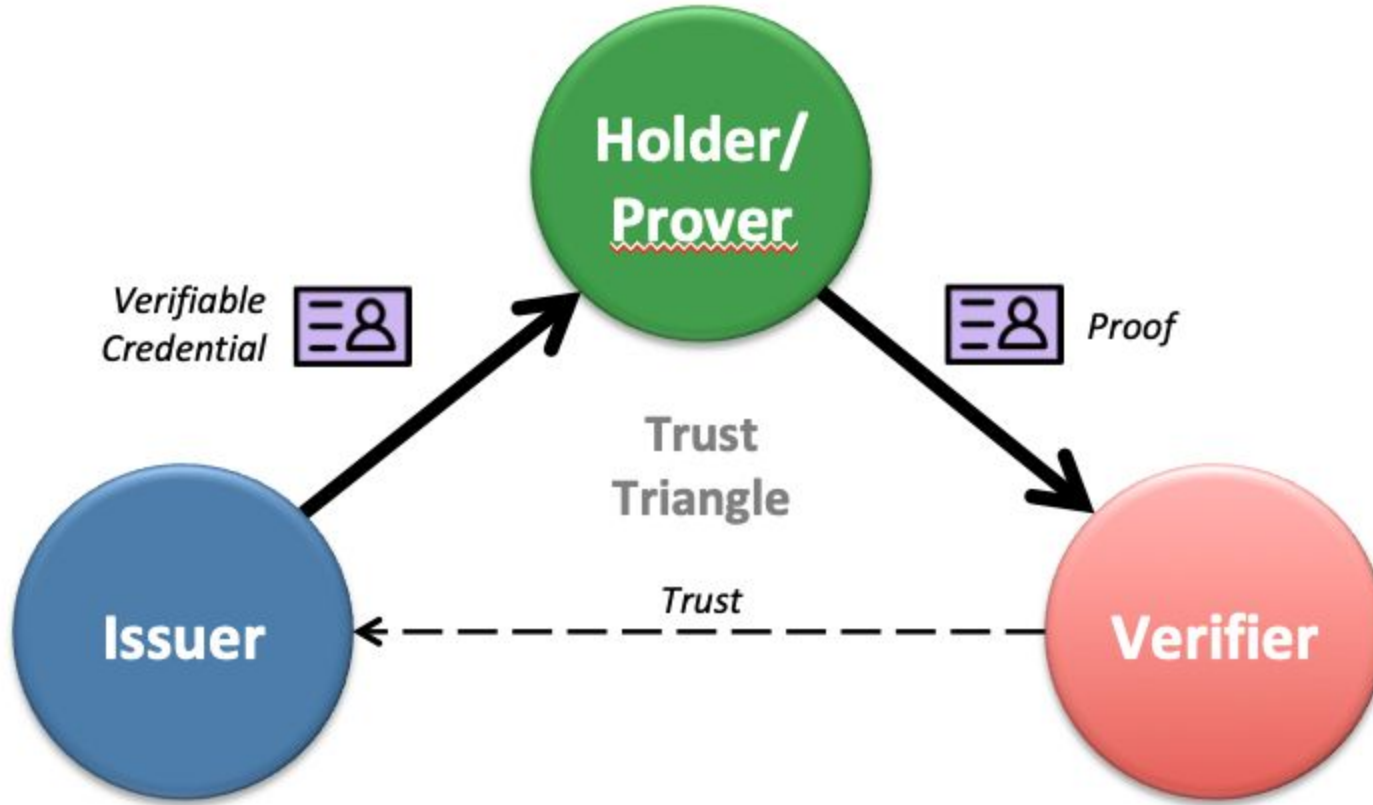 Holder/
Prover
Verifiable
Credential
Proof
Trust
Triangle
Trust
Issuer
Verifier